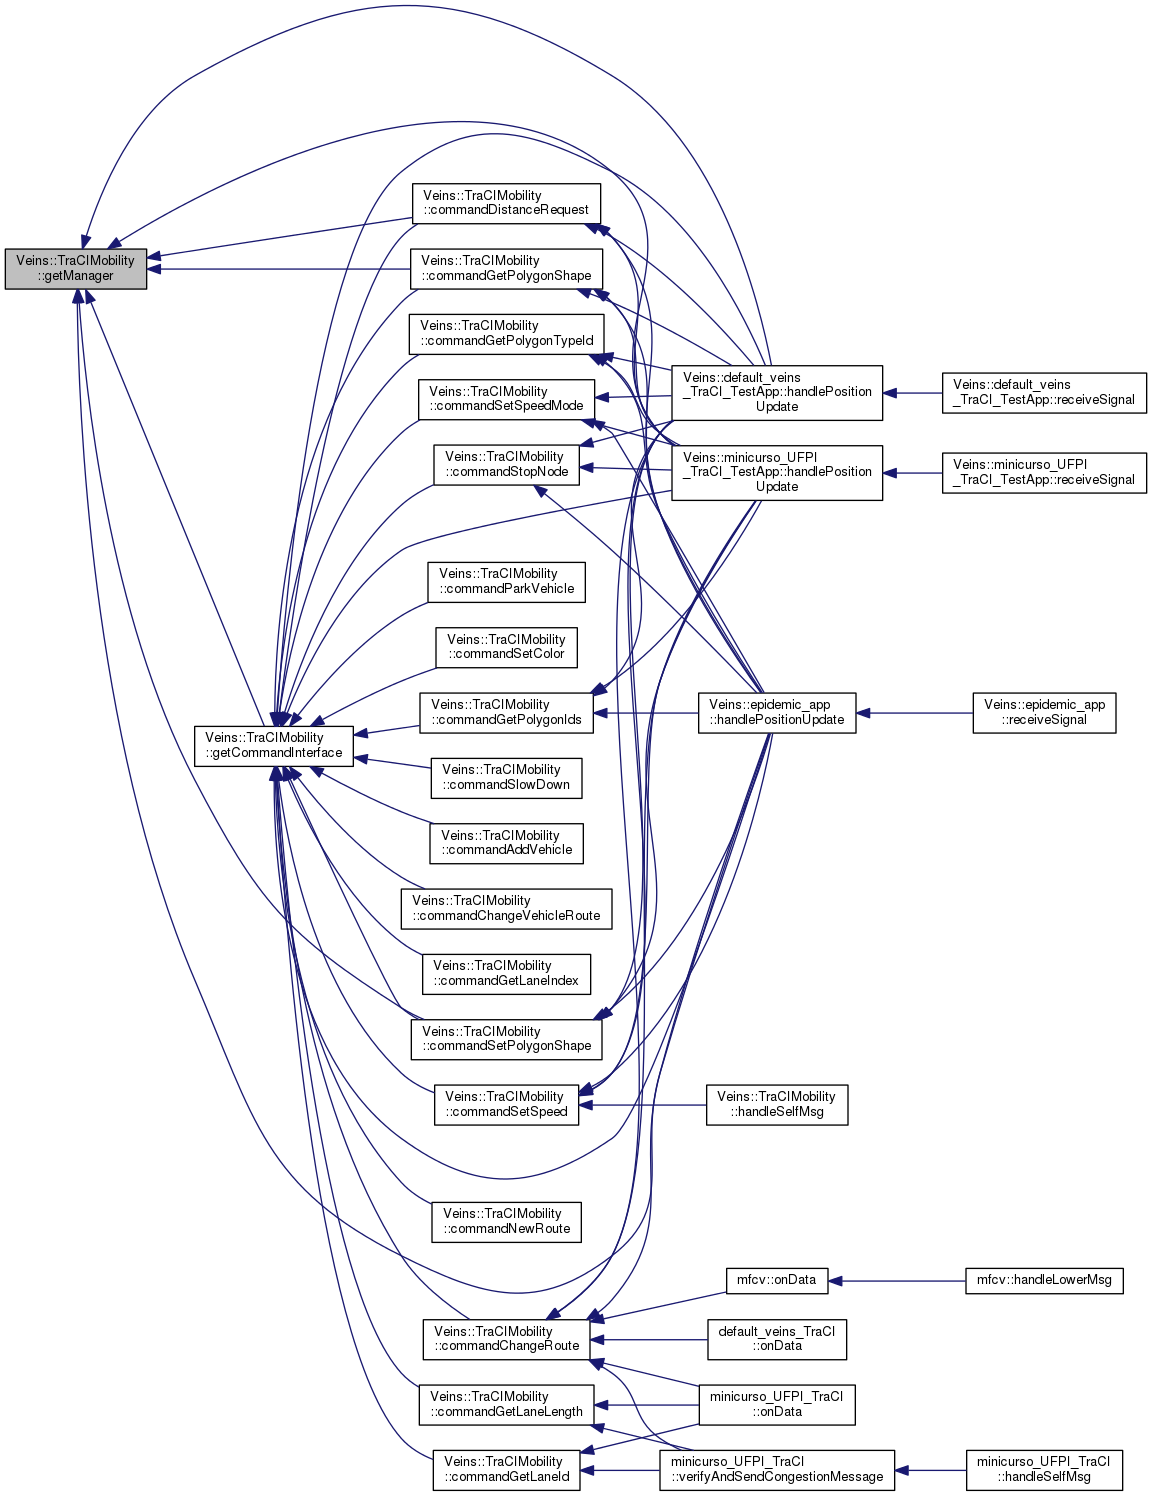 Veins::TraCIMobility
::getManager
Veins::TraCIMobility
::getCommandInterface
Veins::TraCIMobility
::commandDistanceRequest
Veins::TraCIMobility
::commandGetPolygonShape
Veins::TraCIMobility
::commandGetPolygonTypeId
Veins::TraCIMobility
::commandSetSpeedMode
Veins::TraCIMobility
::commandStopNode
Veins::TraCIMobility
::commandParkVehicle
Veins::TraCIMobility
::commandSetColor
Veins::TraCIMobility
::commandGetPolygonIds
Veins::TraCIMobility
::commandSlowDown
Veins::TraCIMobility
::commandAddVehicle
Veins::TraCIMobility
::commandChangeVehicleRoute
Veins::TraCIMobility
::commandGetLaneIndex
Veins::TraCIMobility
::commandSetPolygonShape
Veins::TraCIMobility
::commandSetSpeed
Veins::TraCIMobility
::commandNewRoute
Veins::TraCIMobility
::commandChangeRoute
Veins::TraCIMobility
::commandGetLaneLength
Veins::TraCIMobility
::commandGetLaneId
Veins::default_veins
_TraCI_TestApp::handlePosition
Update
Veins::minicurso_UFPI
_TraCI_TestApp::handlePosition
Update
Veins::epidemic_app
::handlePositionUpdate
Veins::TraCIMobility
::handleSelfMsg
mfcv::onData
default_veins_TraCI
::onData
minicurso_UFPI_TraCI
::onData
minicurso_UFPI_TraCI
::verifyAndSendCongestionMessage
Veins::default_veins
_TraCI_TestApp::receiveSignal
Veins::minicurso_UFPI
_TraCI_TestApp::receiveSignal
Veins::epidemic_app
::receiveSignal
mfcv::handleLowerMsg
minicurso_UFPI_TraCI
::handleSelfMsg